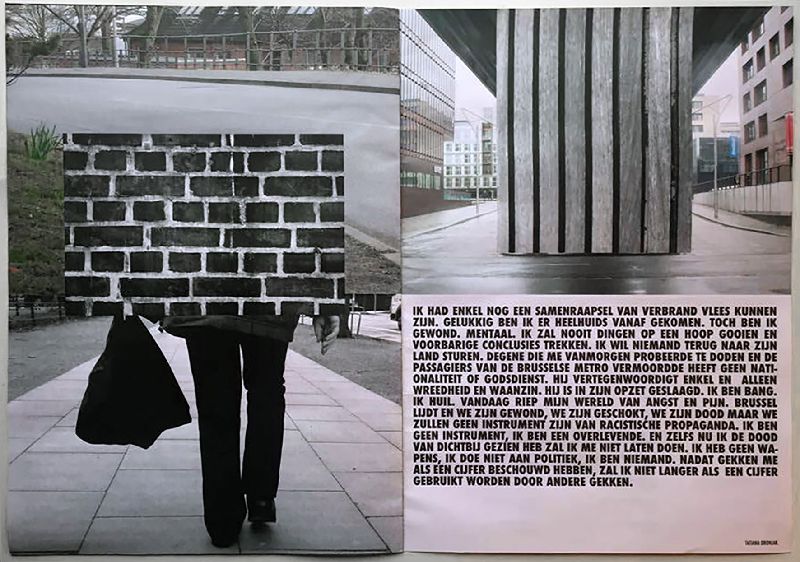 IK HAD ENKEL NOG EEN SAMENRAAPSEL VAN VERBRAND VLEES KUNNEN
ZIJN. GELUKKIG BEN IK ER HEELHUIDS VANAF GEKOMEN. TOCH BEN IK
GEWOND. MENTAAL. IK ZAL NOOIT DINGEN OP EEN HOOP GOOIEN EN
VOORBARIGE CONCLUSIES TREKKEN. IK WIL NIEMAND TERUG NAAR ZIJN
LAND STUREN. DEGENE DIE ME VANMORGEN PROBEERDE TE DODEN EN DE
PASSAGIERS VAN DE BRUSSELSE METRO VERMOORDDE HEEFT GEEN NATI-
ONALITEIT OF GODSDIENST. HIJ VERTEGENWOORDIGT ENKEL EN ALLEEN
WREEDHEID EN WAANZIN. HIJ IS IN ZIJN OPZET GESLAAGD. IK BEN BANG.
IK HUIL. VANDAAG RIEP MIJN WERELD VAN ANGST EN PIJN. BRUSSEL
LIJDT EN WE ZIJN GEWOND, WE ZIJN GESCHOKT, WE ZIJN DOOD MAAR WE
ZULLEN GEEN INSTRUMENT ZIJN VAN RACISTISCHE PROPAGANDA. IK BEN
GEEN INSTRUMENT, IK BEN EEN OVERLEVENDE. EN ZELFS NU IK DE DOOD
VAN DICHTBIJ GEZIEN HEB ZAL IK ME NIET LATEN DOEN. IK HEB GEEN WA-
PENS, IK DOE NIET AAN POLITIEK, IK BEN NIEMAND. NADAT GEKKEN ME
ALS EEN CIJFER BESCHOUWD HEBBEN, ZAL IK NIET LANGER ALS EEN CIJFER
GEBRUIKT WORDEN DOOR ANDERE GEKKEN.
TATIANA